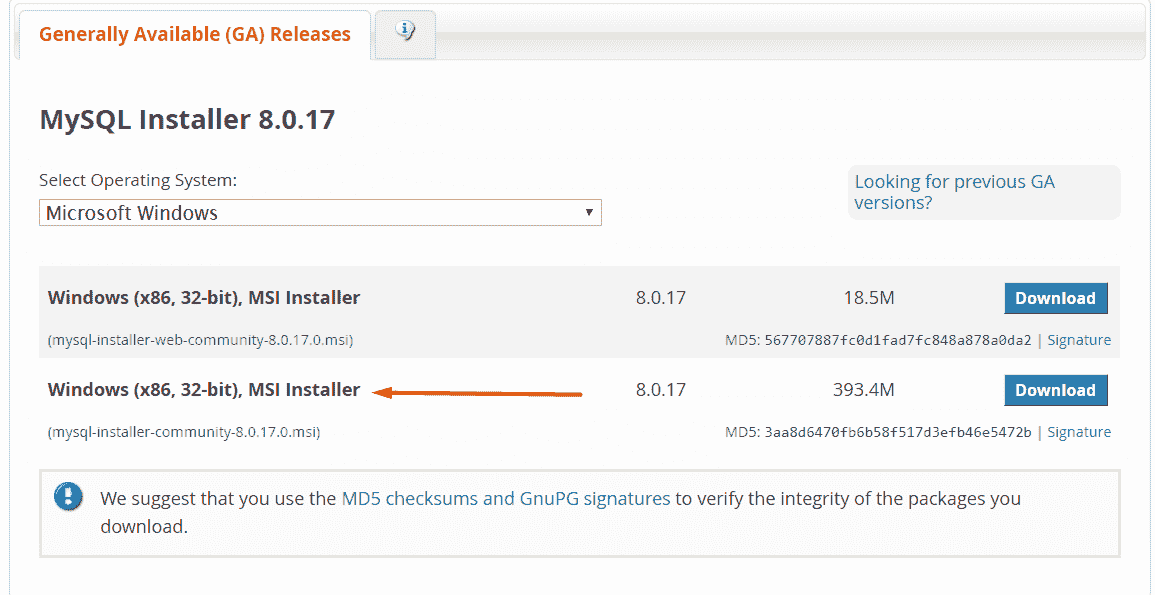 Generally Available (GA) Releases
MySQL Installer 8.0.17
Select Operating System:
Looking for previous GA
versions?
Microsoft Windows
Windows (x86, 32-bit), MSI Installer 8.0.17 18.5M Download
(mysql-installer-web-community-8.0.17.0.msi) MD5: 567707887fc0d1fad7fc848a878a0da2 | Signature
Windows (x86, 32-bit), MSI Installer 8.0.17 393.4M Download
(mysql-installer-community-8.0.17.0.msi) MD5: 3aa8d6470fb6b58f517d3efb46e5472b | Signature
We suggest that you use the MD5 checksums and GnuPG signatures to verify the integrity of the packages you
download.